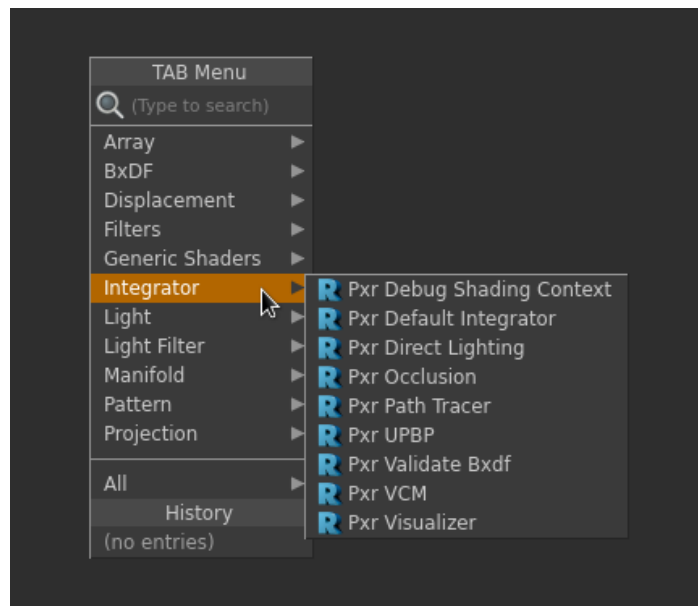 TAB Menu
(Type to search)
Array
BxDF
Displacement
Filters
Generic Shaders
Integrator
Light
Light Filter
Manifold
Pattern
Projection
All
History
(no entries)
Pxr Debug Shading Context
Pxr Default Integrator
Pxr Direct Lighting
Pxr Occlusion
Pxr Path Tracer
Pxr UPBP
Pxr Validate Bxdf
Pxr VCM
Pxr Visualizer